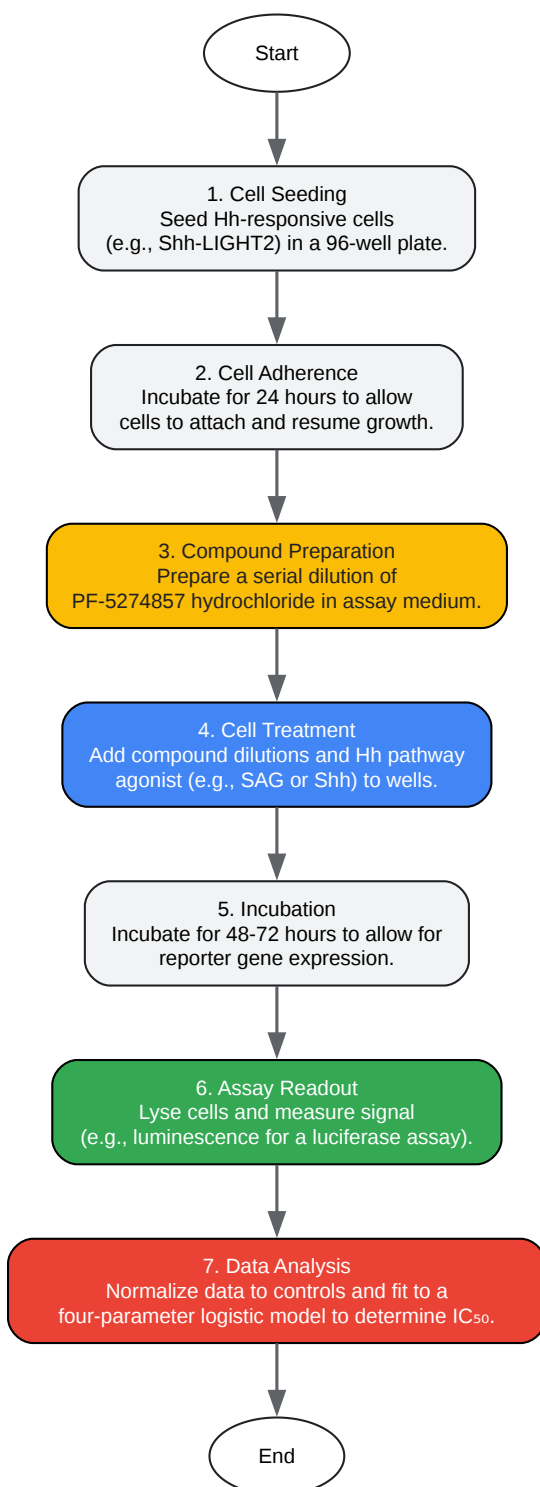 Start
1. Cell Seeding
Seed Hh-responsive cells
(e.g., Shh-LIGHT2) in a 96-well plate.
2. Cell Adherence
Incubate for 24 hours to allow
cells to attach and resume growth.
3. Compound Preparation
Prepare a serial dilution of
PF-5274857 hydrochloride in assay medium.
4. Cell Treatment
Add compound dilutions and Hh pathway
agonist (e.g., SAG or Shh) to wells.
5. Incubation
Incubate for 48-72 hours to allow for
reporter gene expression.
6. Assay Readout
Lyse cells and measure signal
(e.g., luminescence for a luciferase assay).
7. Data Analysis
Normalize data to controls and fit to a
four-parameter logistic model to determine IC₅₀.
End